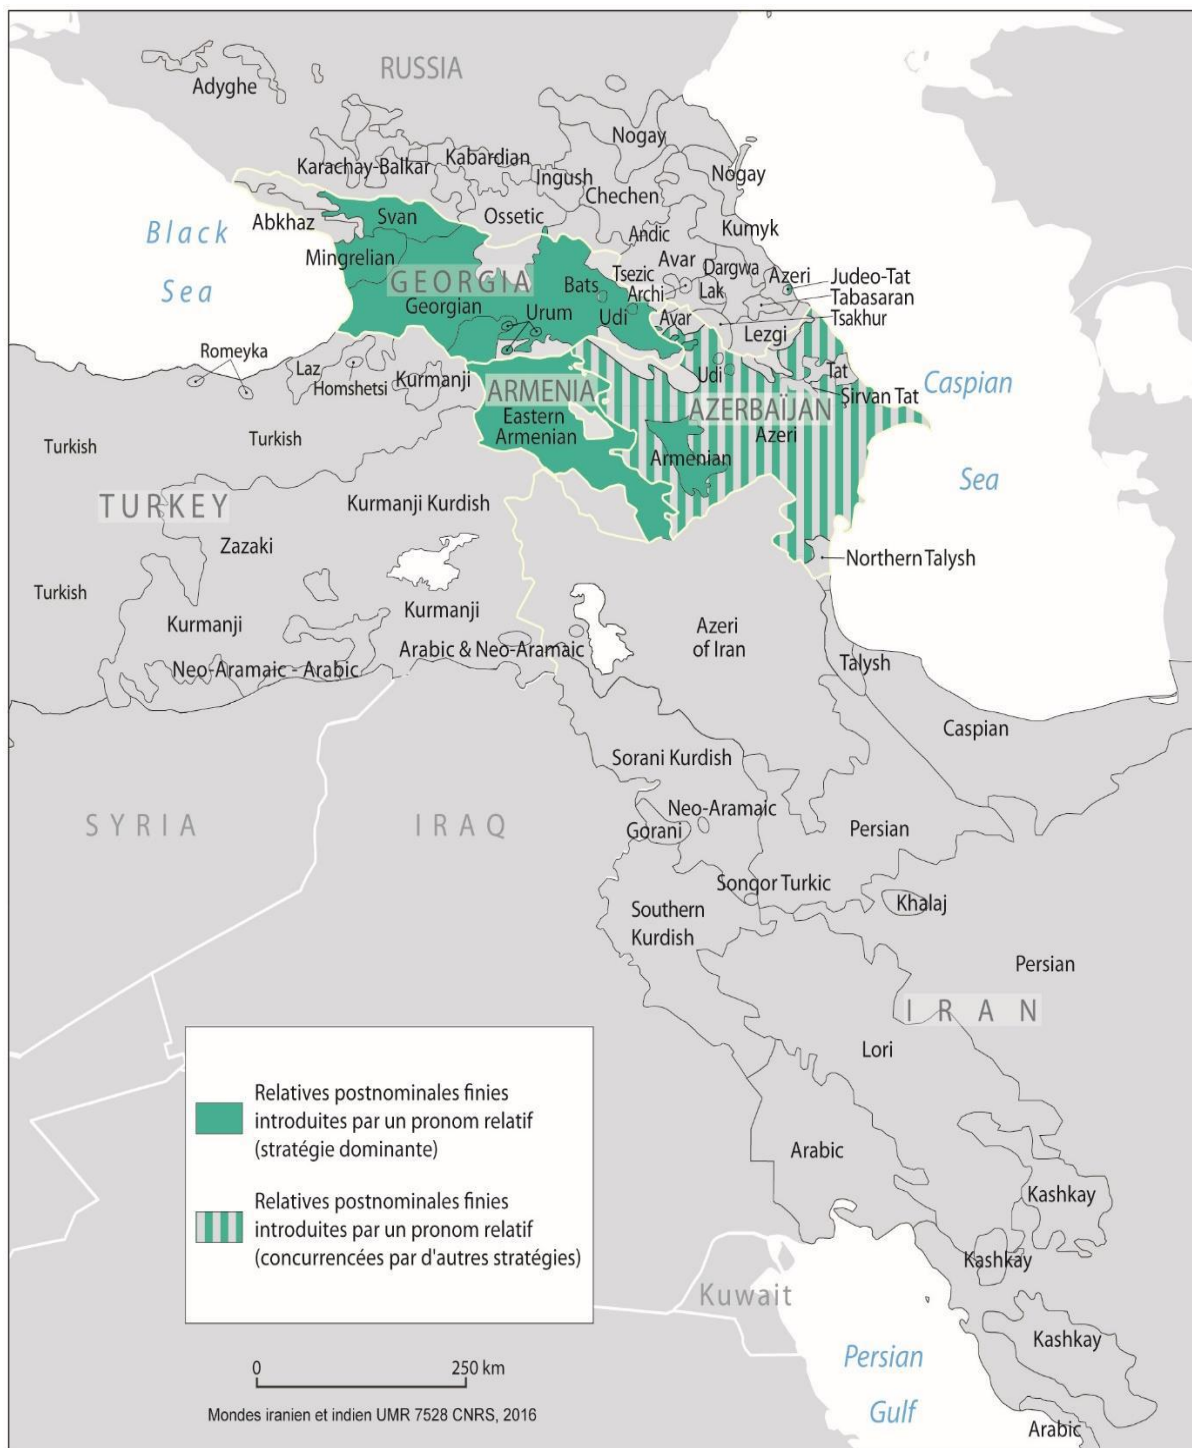 RUSSIA
Adyghe
Nogay
Karachay-Balkar
Kabardian
Ingush
Nogay
Chechen
Abkhaz
Svan
Ossetic
Kumyk
Black
Sea
Andic
Mingrelian
Avar
Dargwa
Tsezic
Azeri
Judeo-Tat
GEORGIA
Bats
Archi
Lak
Tabasaran
Georgian
Urum
Udi
Avar
Tsakhur
Lezgi
Romeyka
Laz
Homshetsi
Kurmanji
Udi
Tat
Caspian
Sea
ARMENIA
Şirvan Tat
AZERBAÏJAN
Eastern
Armenian
Azeri
Turkish
Turkish
Armenian
TURKEY
Kurmanji Kurdish
Zazaki
Northern Talysh
Turkish
Kurmanji
Kurmanji
Azeri
of Iran
Arabic & Neo-Aramaic
Neo-Aramaic - Arabic
Talysh
Caspian
Sorani Kurdish
SYRIA
IRAQ
Neo-Aramaic
Gorani
Persian
Songor Turkic
Khalaj
Southern
Kurdish
Persian
IRAN
Lori
Relatives postnominales finies
introduites par un pronom relatif
(stratégie dominante)
Arabic
Kashkay
Relatives postnominales finies
introduites par un pronom relatif
(concurrencées par d'autres stratégies)
Kashkay
Kuwait
Kashkay
Persian
Gulf
0 250 km
Mondes iranien et indien UMR 7528 CNRS, 2016
Arabic